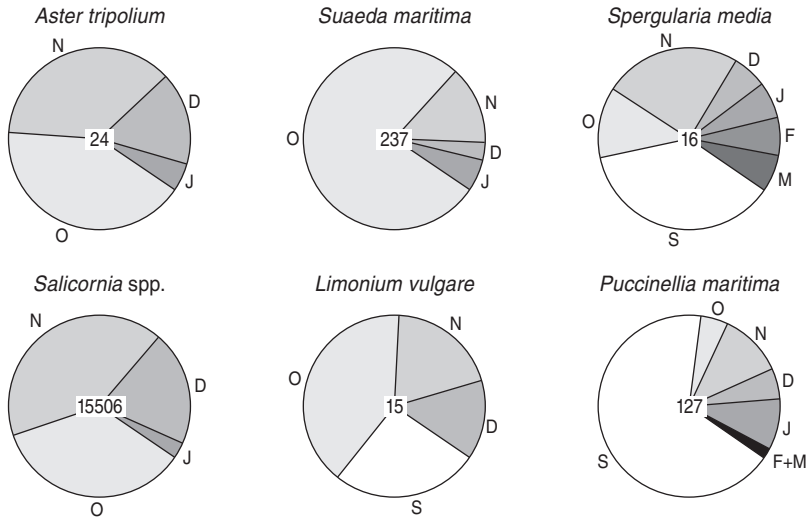 Aster tripolium
N
D
24
J
O
Suaeda maritima
N
O
237
D
J
Spergularia media
N
D
J
O
16
F
M
S
Salicornia spp.
N
D
15506
J
O
Limonium vulgare
N
O
15
D
S
Puccinellia maritima
O
N
D
127
J
S
F+M